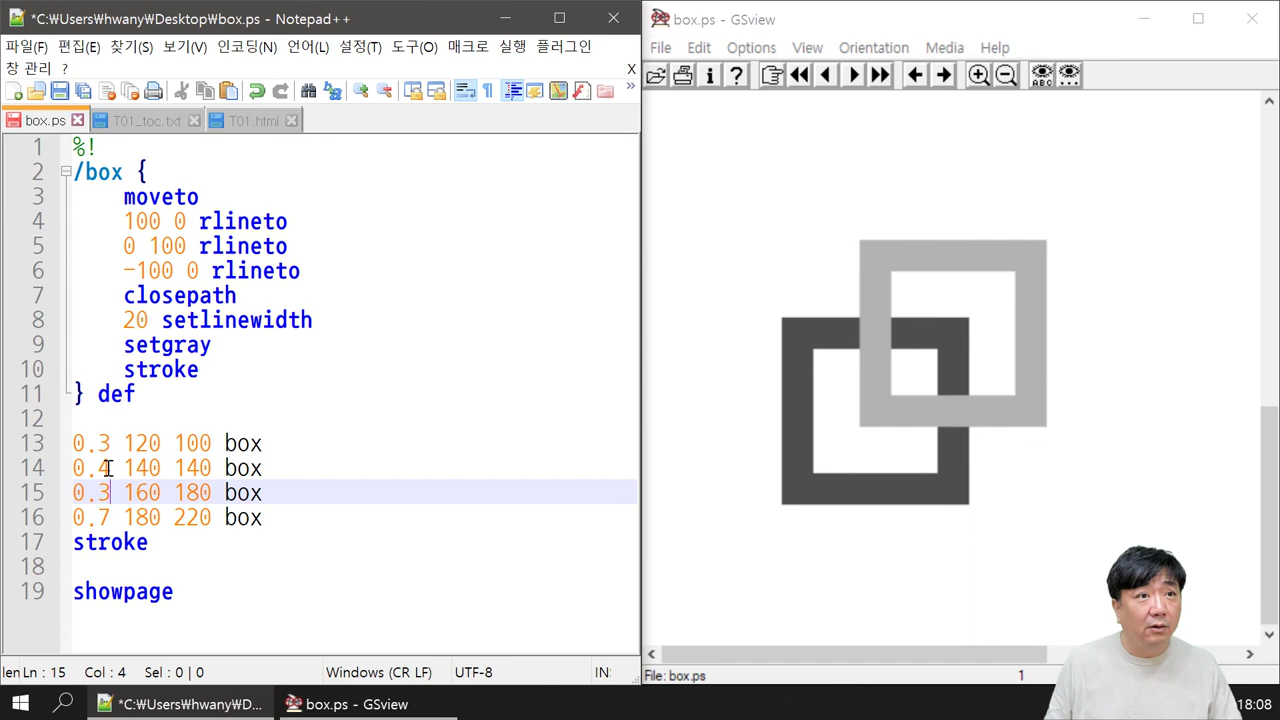 *C:₩Users₩hwany₩Desktop₩box.ps - Notepad++
파일(F) 편집(E) 찾기(S) 보기(V) 인코딩(N) 언어(L) 설정(T) 도구(O) 매크로 실행 플러그인
창 관리 ? X
box.ps T01_toc.txt T01.html
1 %!
2 /box {
3 moveto
4 100 0 rlineto
5 0 100 rlineto
6 -100 0 rlineto
7 closepath
8 20 setlinewidth
9 setgray
10 stroke
11 } def
12
13 0.3 120 100 box
14 0.4 140 140 box
15 0.3 160 180 box
16 0.7 180 220 box
17 stroke
18
19 showpage
len Ln : 15 Col : 4 Sel : 0 | 0 Windows (CR LF) UTF-8 IN
box.ps - GSview
File Edit Options View Orientation Media Help
ABC
File: box.ps 1
*C:₩Users₩hwany₩D... box.ps - GSview 18:08